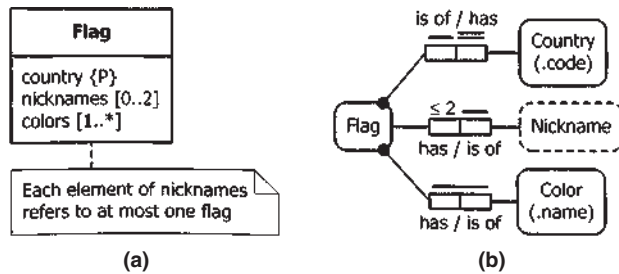 Flag
country {P}
nicknames [0..2]
colors [1..*]
Each element of nicknames
refers to at most one flag
(a)
is of / has
Country
(.code)
≤ 2
Flag
Nickname
has / is of
Color
(.name)
has / is of
(b)